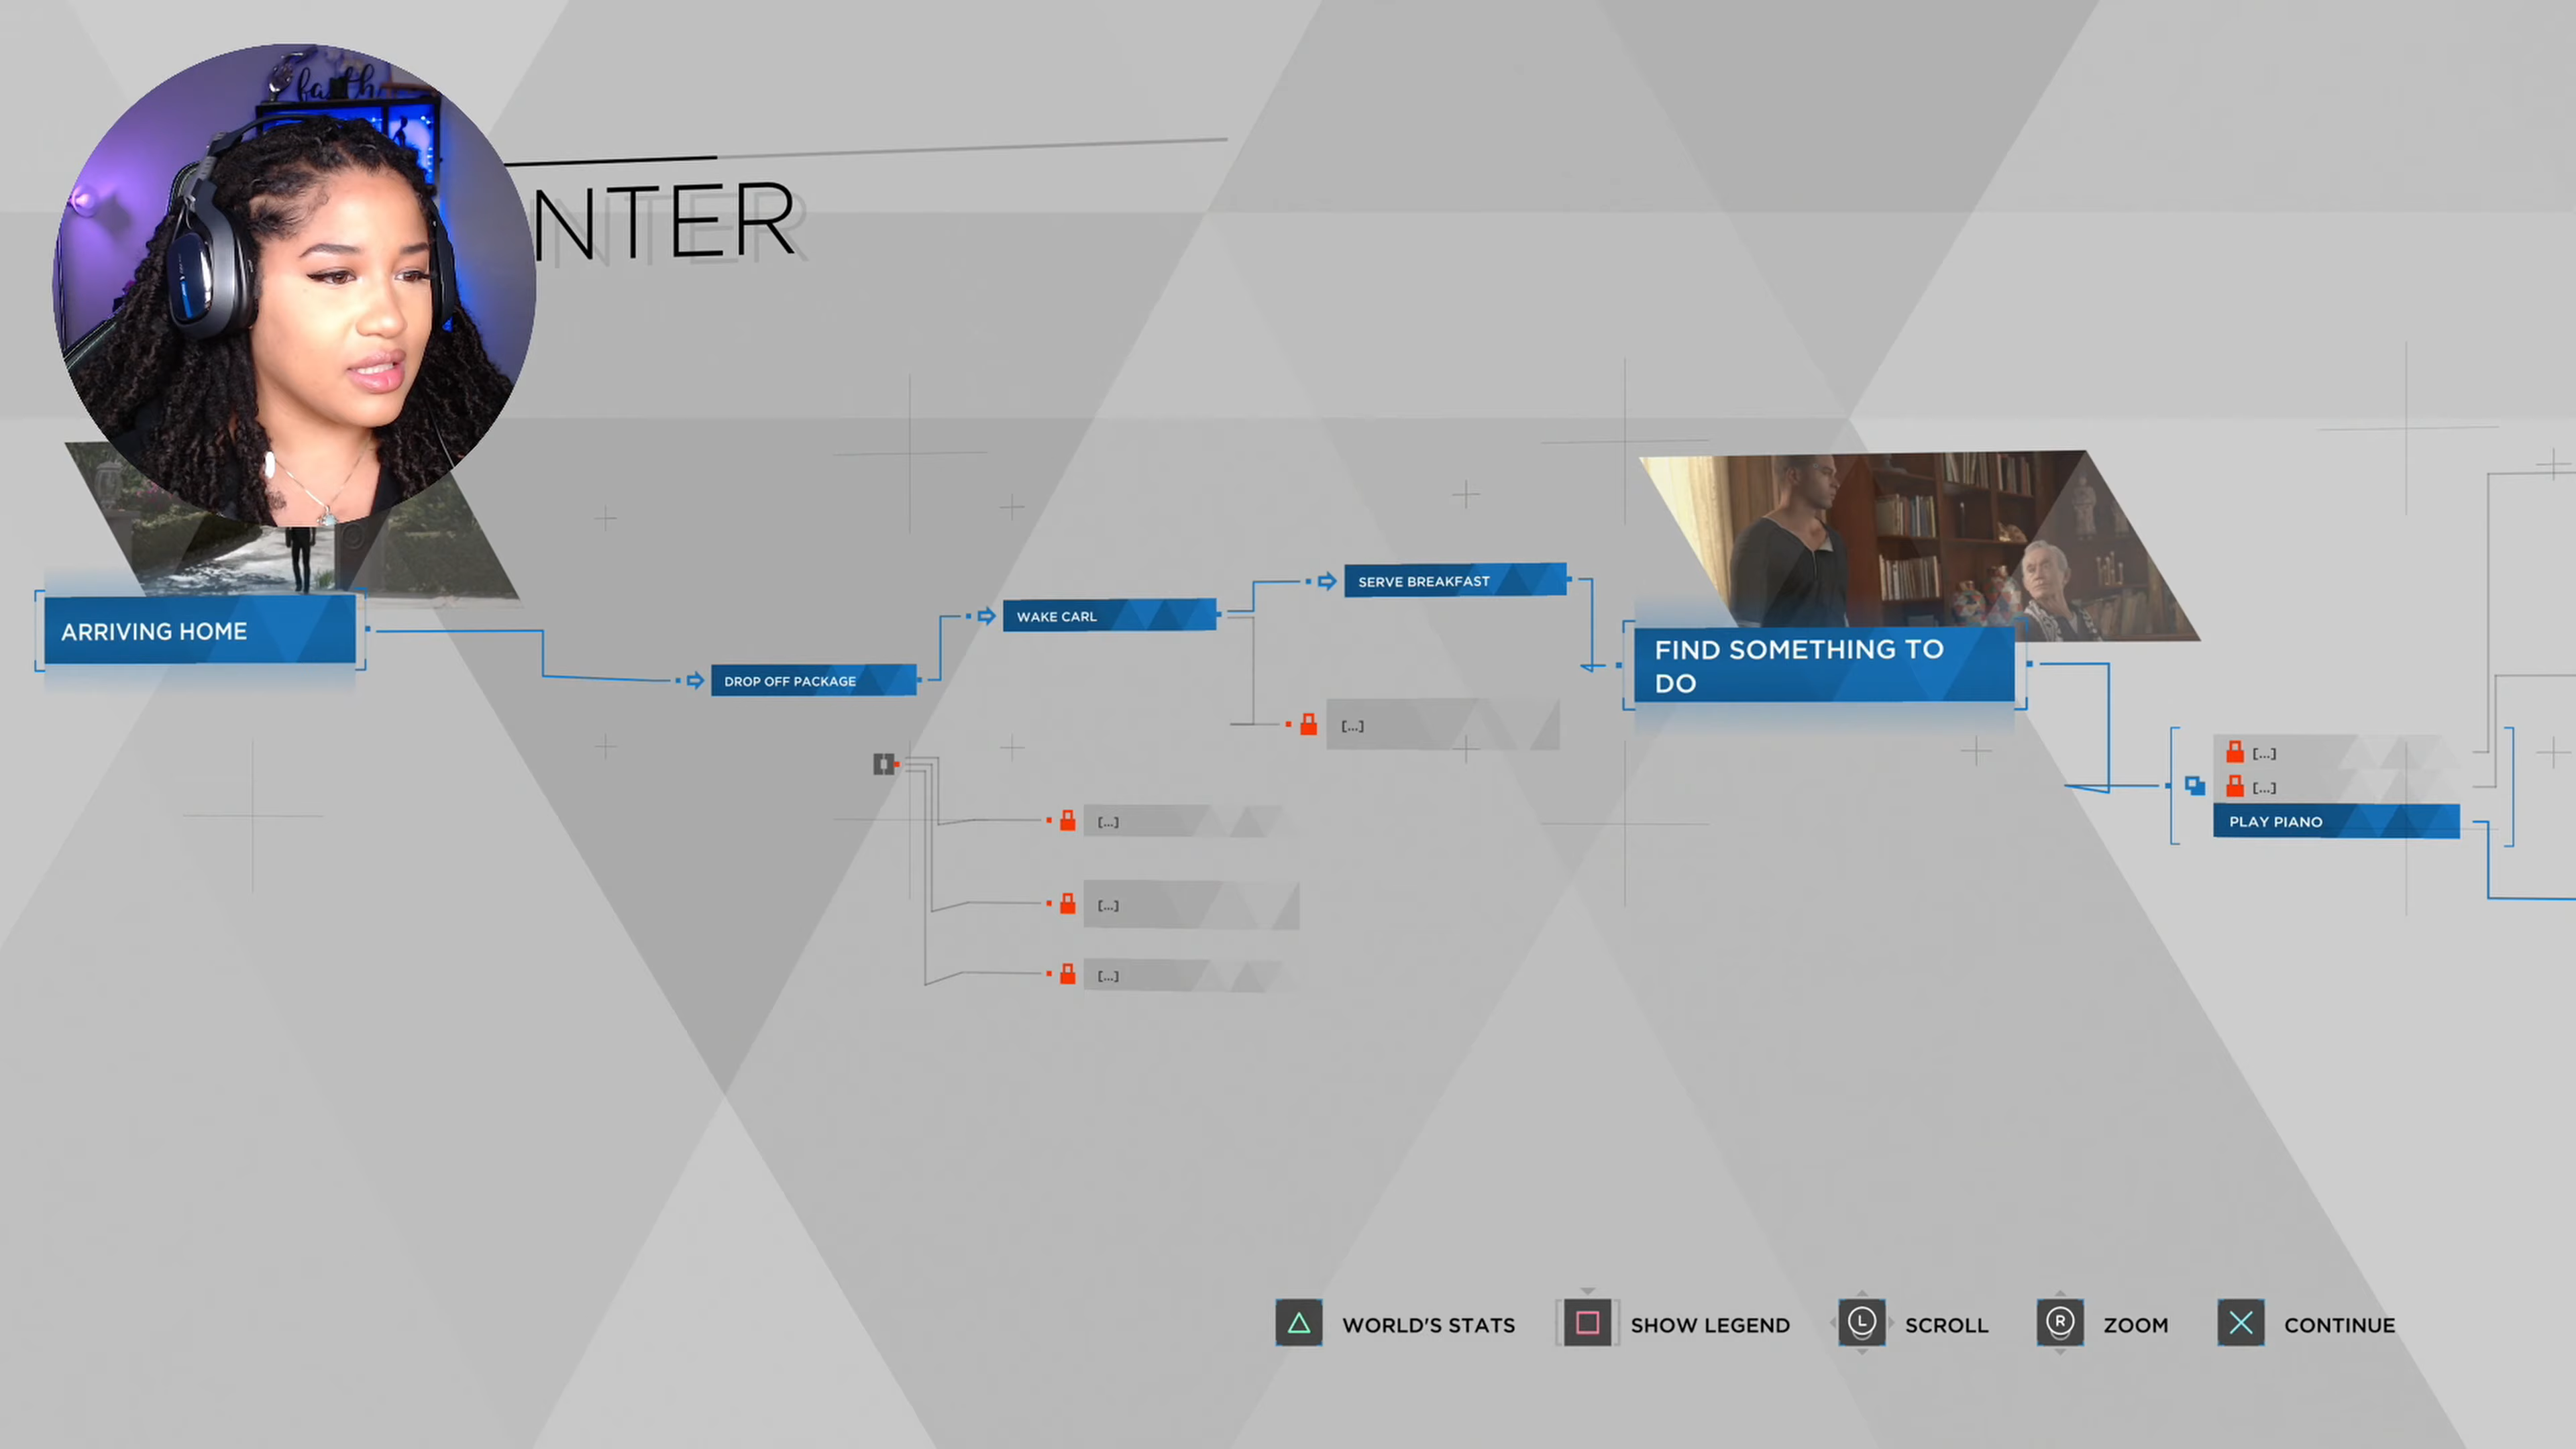 faith
NTER
ARRIVING HOME
DROP OFF PACKAGE
WAKE CARL
SERVE BREAKFAST
[...]
FIND SOMETHING TO
DO
[...]
[...]
PLAY PIANO
[...]
[...]
[...]
WORLD'S STATS
SHOW LEGEND
L
SCROLL
R
ZOOM
CONTINUE